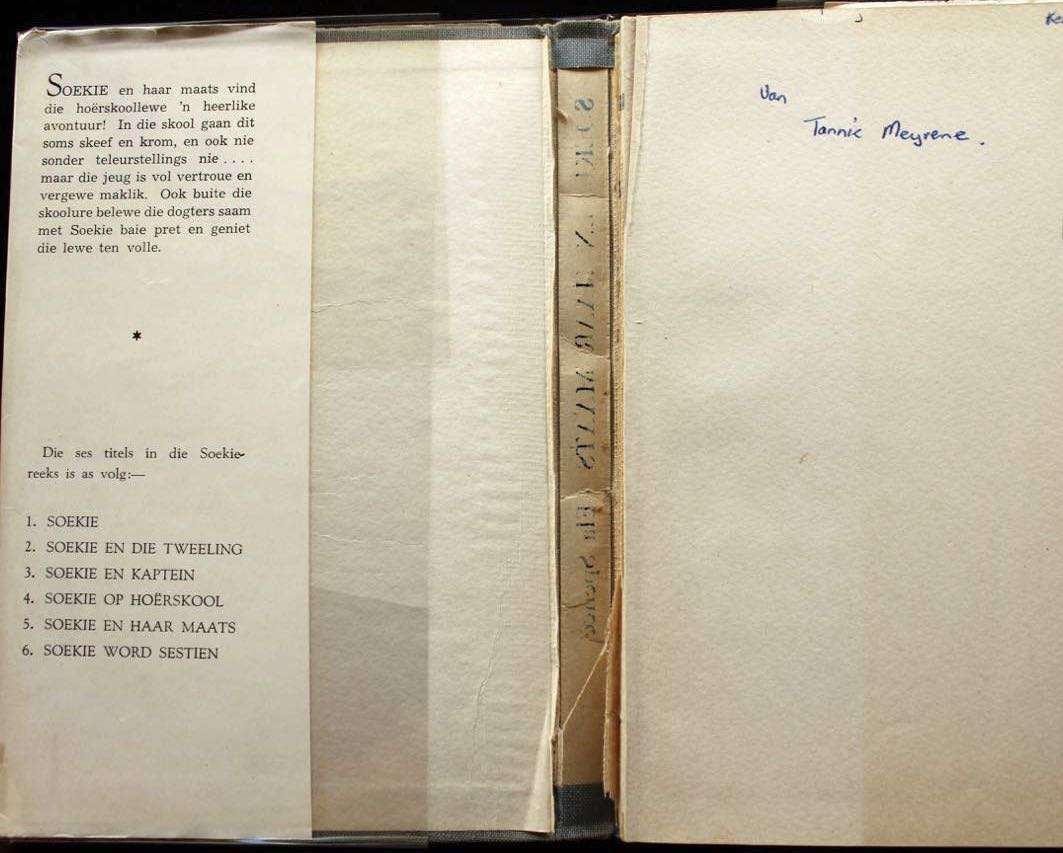 SOEKIE en haar maats vind
die hoërskoollewe 'n heerlike
avontuur! In die skool gaan dit
soms skeef en krom, en ook nie
sonder teleurstellings nie . . . .
maar die jeug is vol vertroue en
vergewe maklik. Ook buite die
skoolure belewe die dogters saam
met Soekie baie pret en geniet
die lewe ten volle.
*
Die ses titels in die Soekie-
reeks is as volg:—
1. SOEKIE
2. SOEKIE EN DIE TWEELING
3. SOEKIE EN KAPTEIN
4. SOEKIE OP HOËRSKOOL
5. SOEKIE EN HAAR MAATS
6. SOEKIE WORD SESTIEN
Van
Tannie Meyrene.